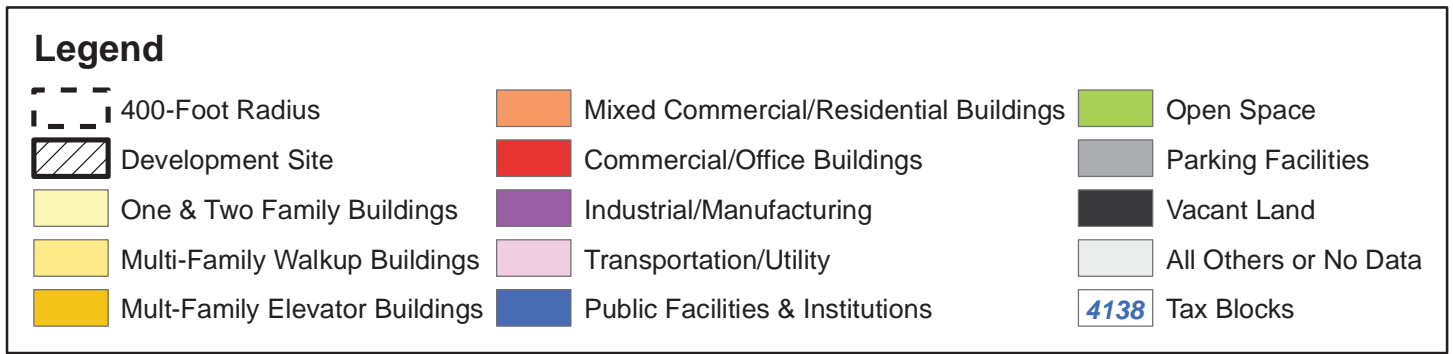 Legend
400-Foot Radius
Development Site
One & Two Family Buildings
Multi-Family Walkup Buildings
Mult-Family Elevator Buildings
Mixed Commercial/Residential Buildings
Commercial/Office Buildings
Industrial/Manufacturing
Transportation/Utility
Public Facilities & Institutions
Open Space
Parking Facilities
Vacant Land
All Others or No Data
4138 Tax Blocks